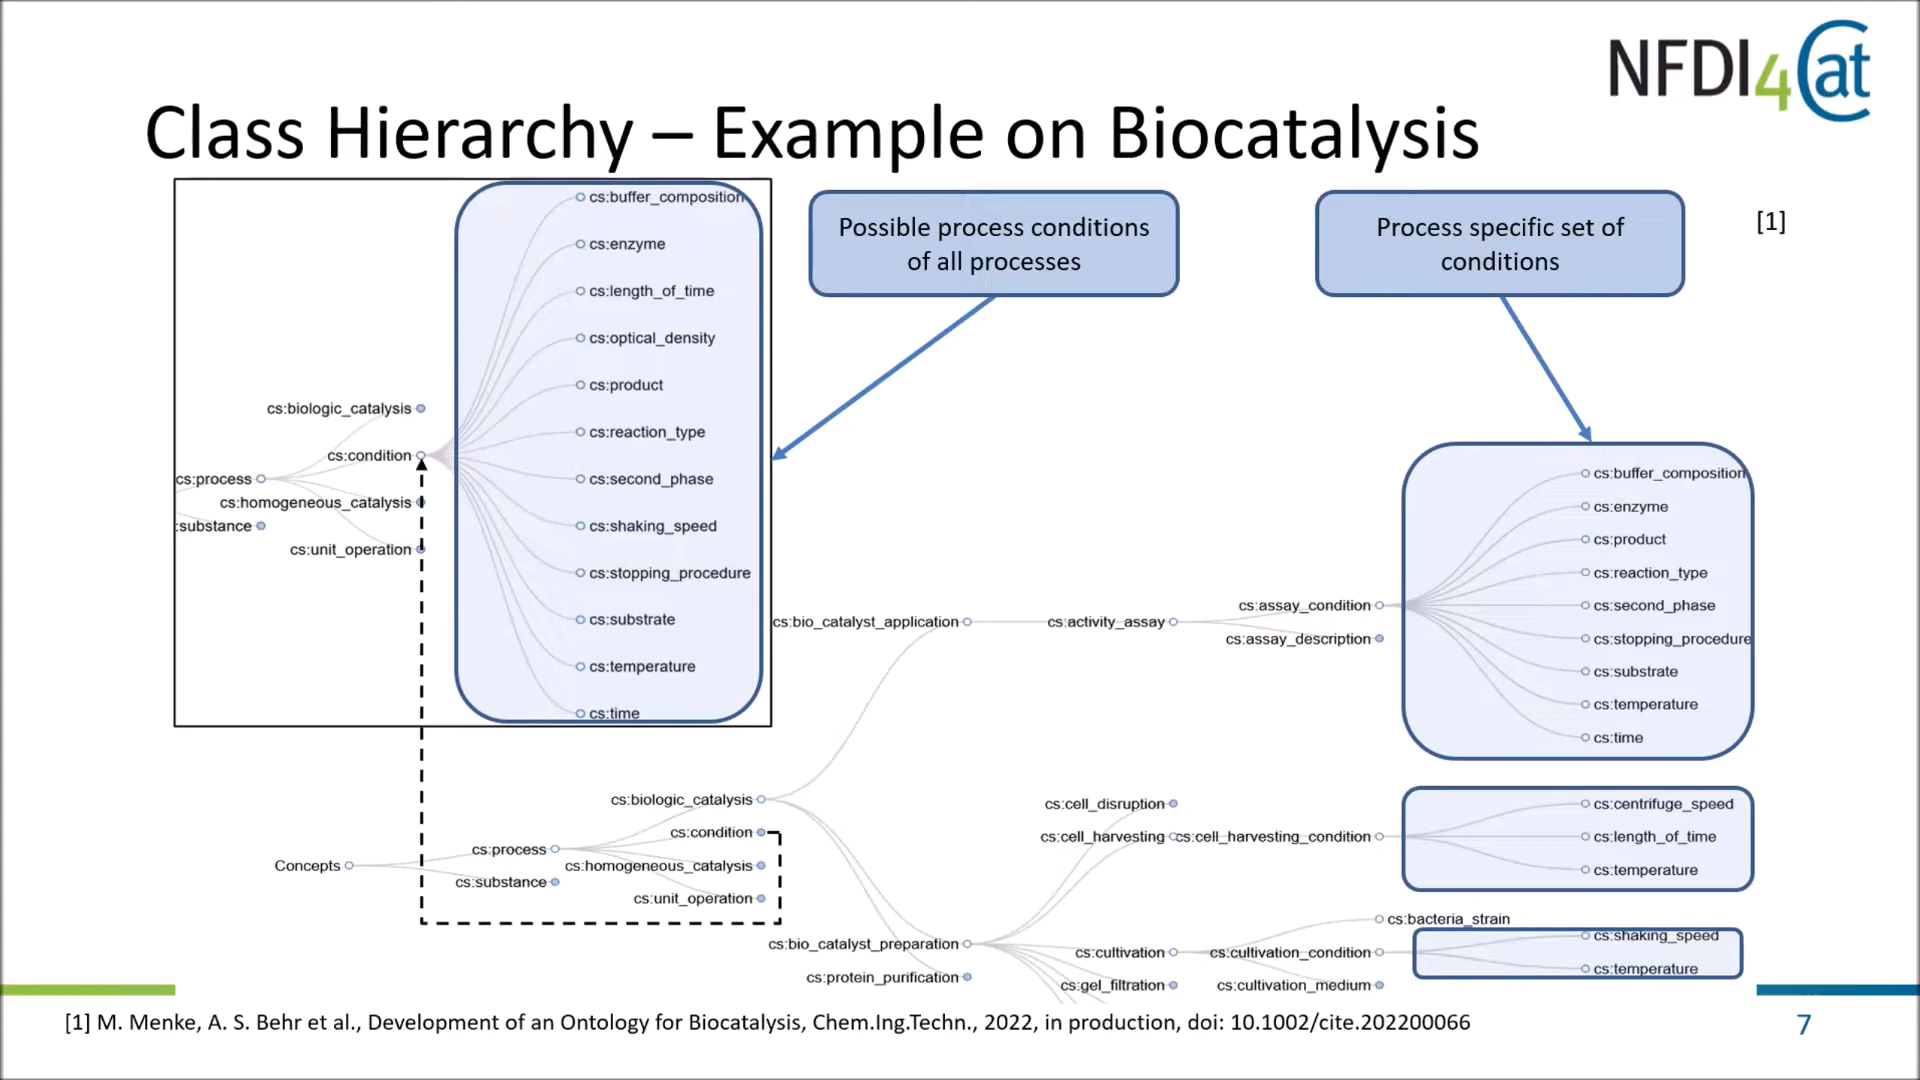 NFDI4Cat
Class Hierarchy – Example on Biocatalysis
cs:buffer_composition
cs:enzyme
cs:length_of_time
cs:optical_density
cs:product
cs:reaction_type
cs:second_phase
cs:shaking_speed
cs:stopping_procedure
cs:substrate
cs:temperature
cs:time
cs:biologic_catalysis
cs:condition
cs:process
cs:homogeneous_catalysis
:substance
cs:unit_operation
Possible process conditions
of all processes
Process specific set of
conditions
[1]
cs:buffer_composition
cs:enzyme
cs:product
cs:reaction_type
cs:second_phase
cs:stopping_procedure
cs:substrate
cs:temperature
cs:time
cs:bio_catalyst_application
cs:activity_assay
cs:assay_condition
cs:assay_description
cs:biologic_catalysis
cs:condition
cs:process
Concepts
cs:homogeneous_catalysis
cs:substance
cs:unit_operation
cs:cell_disruption
cs:cell_harvesting
cs:cell_harvesting_condition
cs:centrifuge_speed
cs:length_of_time
cs:temperature
cs:bio_catalyst_preparation
cs:protein_purification
cs:cultivation
cs:gel_filtration
cs:bacteria_strain
cs:cultivation_condition
cs:cultivation_medium
cs:shaking_speed
cs:temperature
[1] M. Menke, A. S. Behr et al., Development of an Ontology for Biocatalysis, Chem.Ing.Techn., 2022, in production, doi: 10.1002/cite.202200066
7